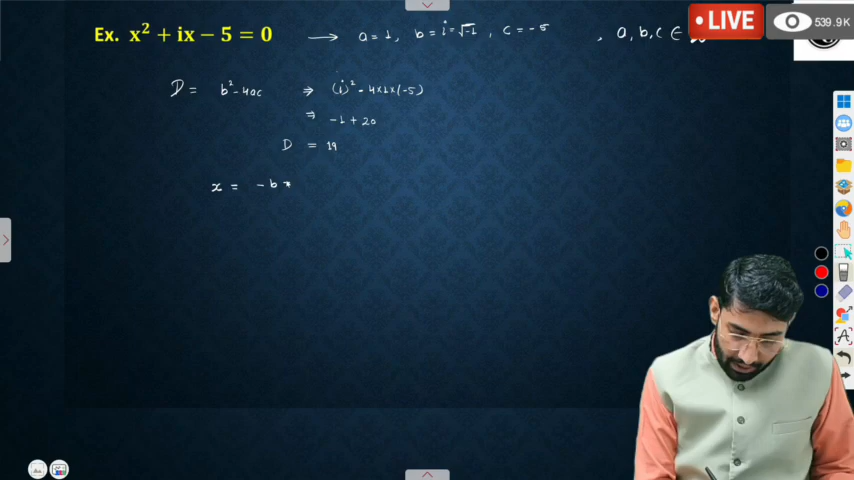 LIVE 539.9K
Ex. x² + ix − 5 = 0 ⟶ a = 1, b = i = √-1, c = -5 , a, b, c ∈
D = b² - 4ac ⇒ (i)² - 4×1×(-5)
⇒ -1 + 20
D = 19
x = -b